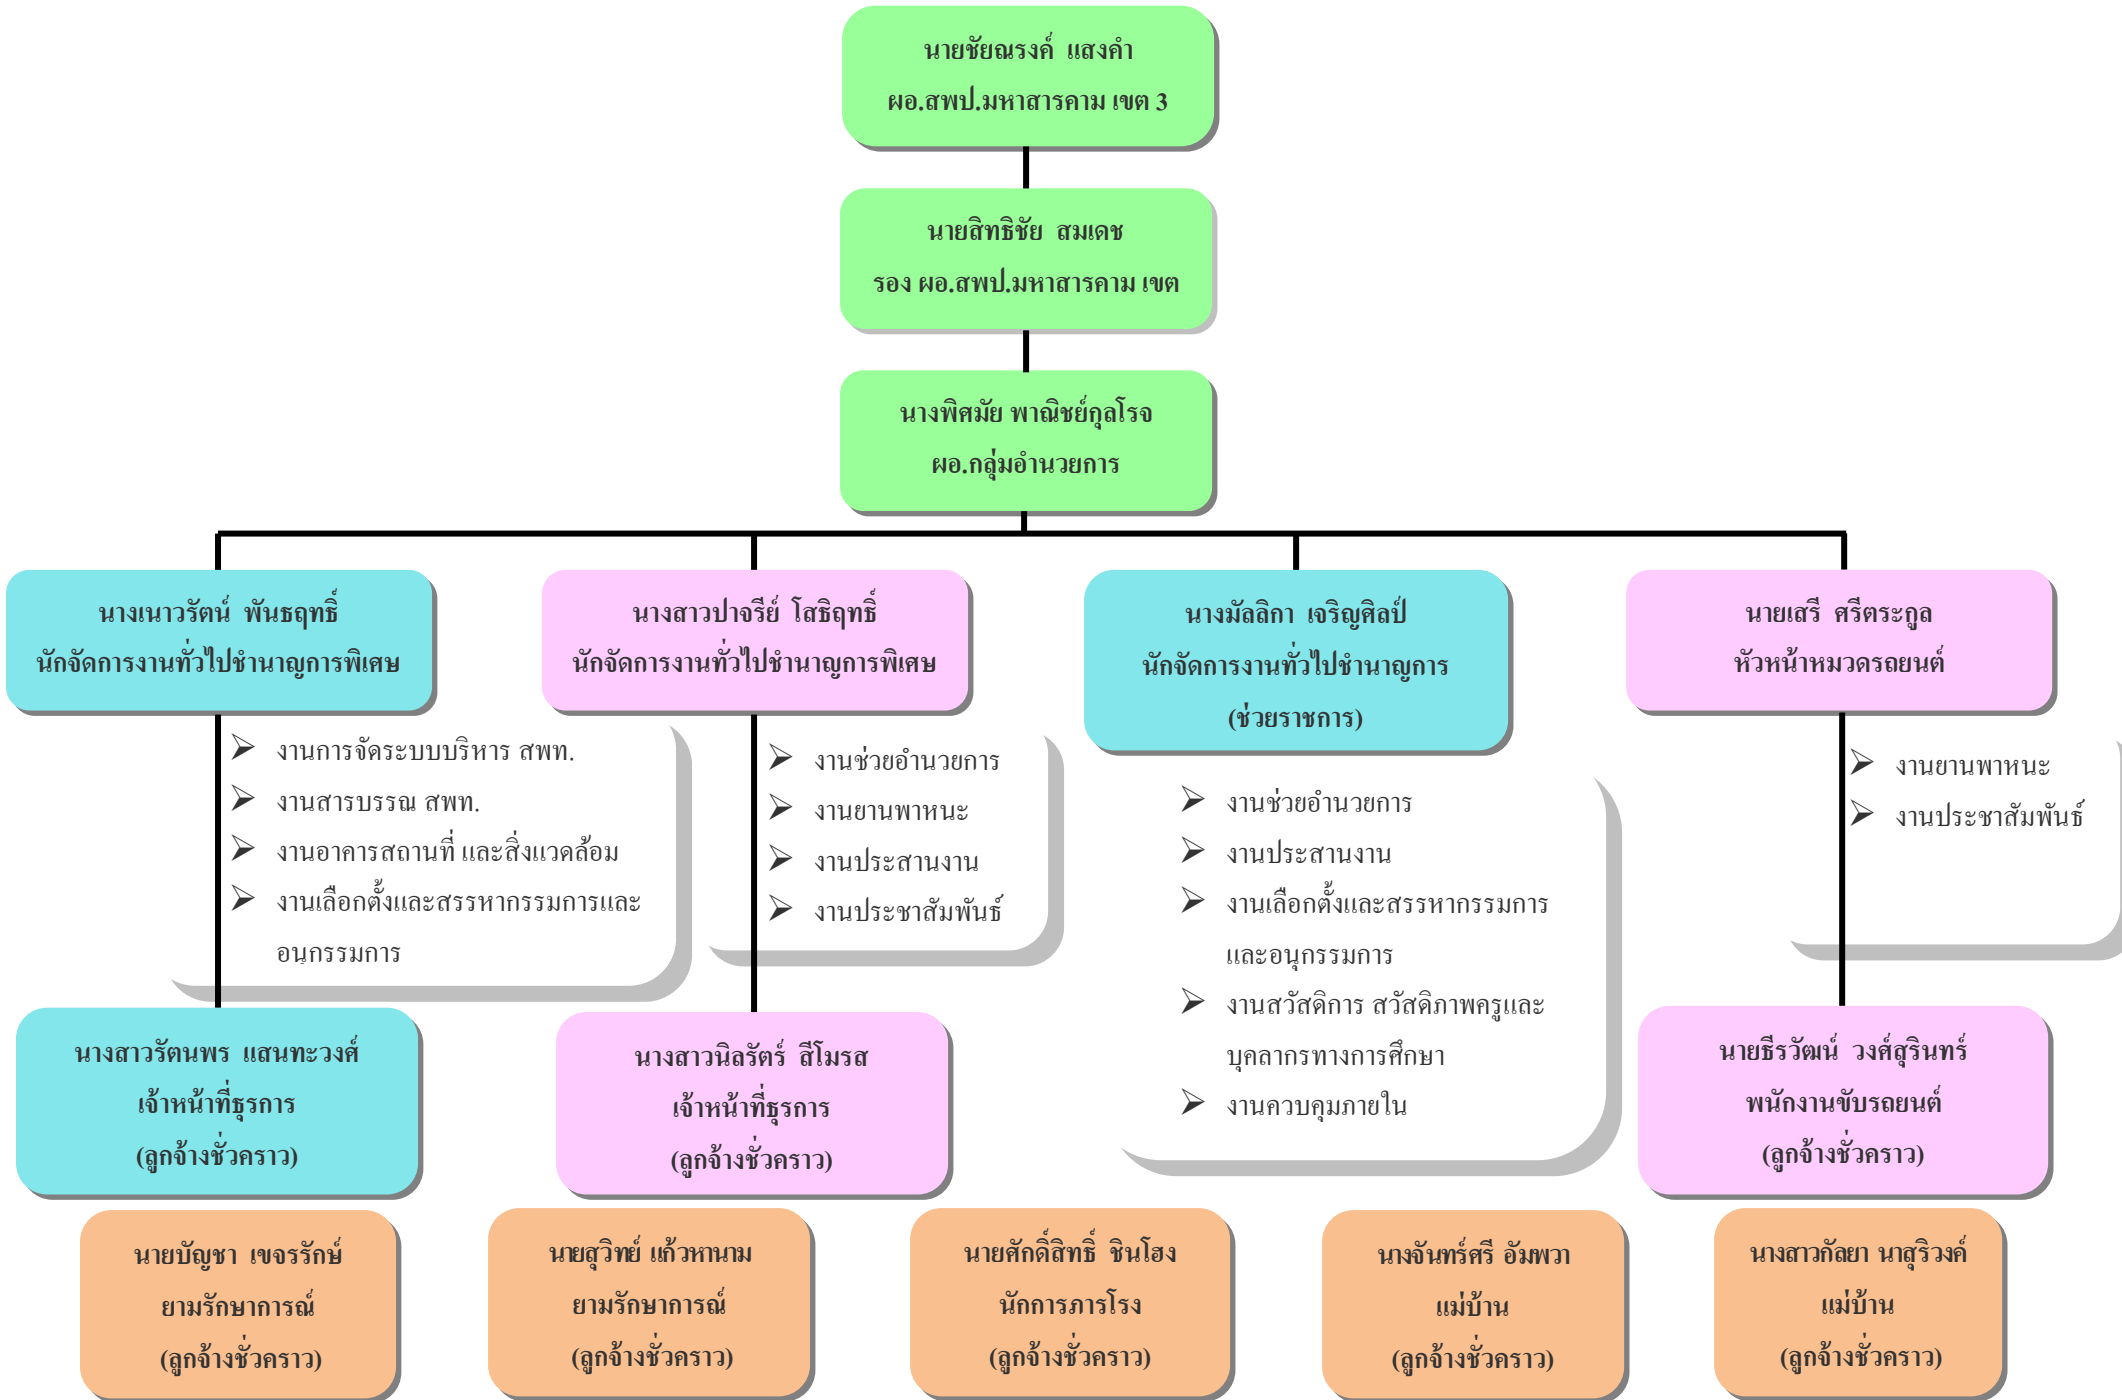 นายชัยณรงค์ แสงคำ
ผอ.สพป.มหาสารคาม เขต 3
นายสิทธิชัย สมเดช
รอง ผอ.สพป.มหาสารคาม เขต
นางพิศมัย พาณิชย์กุลโรจ
ผอ.กลุ่มอำนวยการ
นางเนาวรัตน์ พันธฤทธิ์
นักจัดการงานทั่วไปชำนาญการพิเศษ
นางสาวปาจรีย์ โสธิฤทธิ์
นักจัดการงานทั่วไปชำนาญการพิเศษ
นางมัลลิกา เจริญศิลป์
นักจัดการงานทั่วไปชำนาญการ
(ช่วยราชการ)
นายเสรี ศรีตระกูล
หัวหน้าหมวดรถยนต์
➢ งานการจัดระบบบริหาร สพท.
➢ งานสารบรรณ สพท.
➢ งานอาคารสถานที่ และสิ่งแวดล้อม
➢ งานเลือกตั้งและสรรหากรรมการและ
อนุกรรมการ
➢ งานช่วยอำนวยการ
➢ งานยานพาหนะ
➢ งานประสานงาน
➢ งานประชาสัมพันธ์
➢ งานช่วยอำนวยการ
➢ งานประสานงาน
➢ งานเลือกตั้งและสรรหากรรมการ
และอนุกรรมการ
➢ งานสวัสดิการ สวัสดิภาพครูและ
บุคลากรทางการศึกษา
➢ งานควบคุมภายใน
➢ งานยานพาหนะ
➢ งานประชาสัมพันธ์
นางสาวรัตนพร แสนทะวงศ์
เจ้าหน้าที่ธุรการ
(ลูกจ้างชั่วคราว)
นางสาวนิลรัตร์ สีโมรส
เจ้าหน้าที่ธุรการ
(ลูกจ้างชั่วคราว)
นายธีรวัฒน์ วงศ์สุรินทร์
พนักงานขับรถยนต์
(ลูกจ้างชั่วคราว)
นายบัญชา เขจรรักษ์
ยามรักษาการณ์
(ลูกจ้างชั่วคราว)
นายสุวิทย์ แก้วหานาม
ยามรักษาการณ์
(ลูกจ้างชั่วคราว)
นายศักดิ์สิทธิ์ ชินโฮง
นักการภารโรง
(ลูกจ้างชั่วคราว)
นางจันทร์ศรี อัมพวา
แม่บ้าน
(ลูกจ้างชั่วคราว)
นางสาวกัลยา นาสุริวงค์
แม่บ้าน
(ลูกจ้างชั่วคราว)